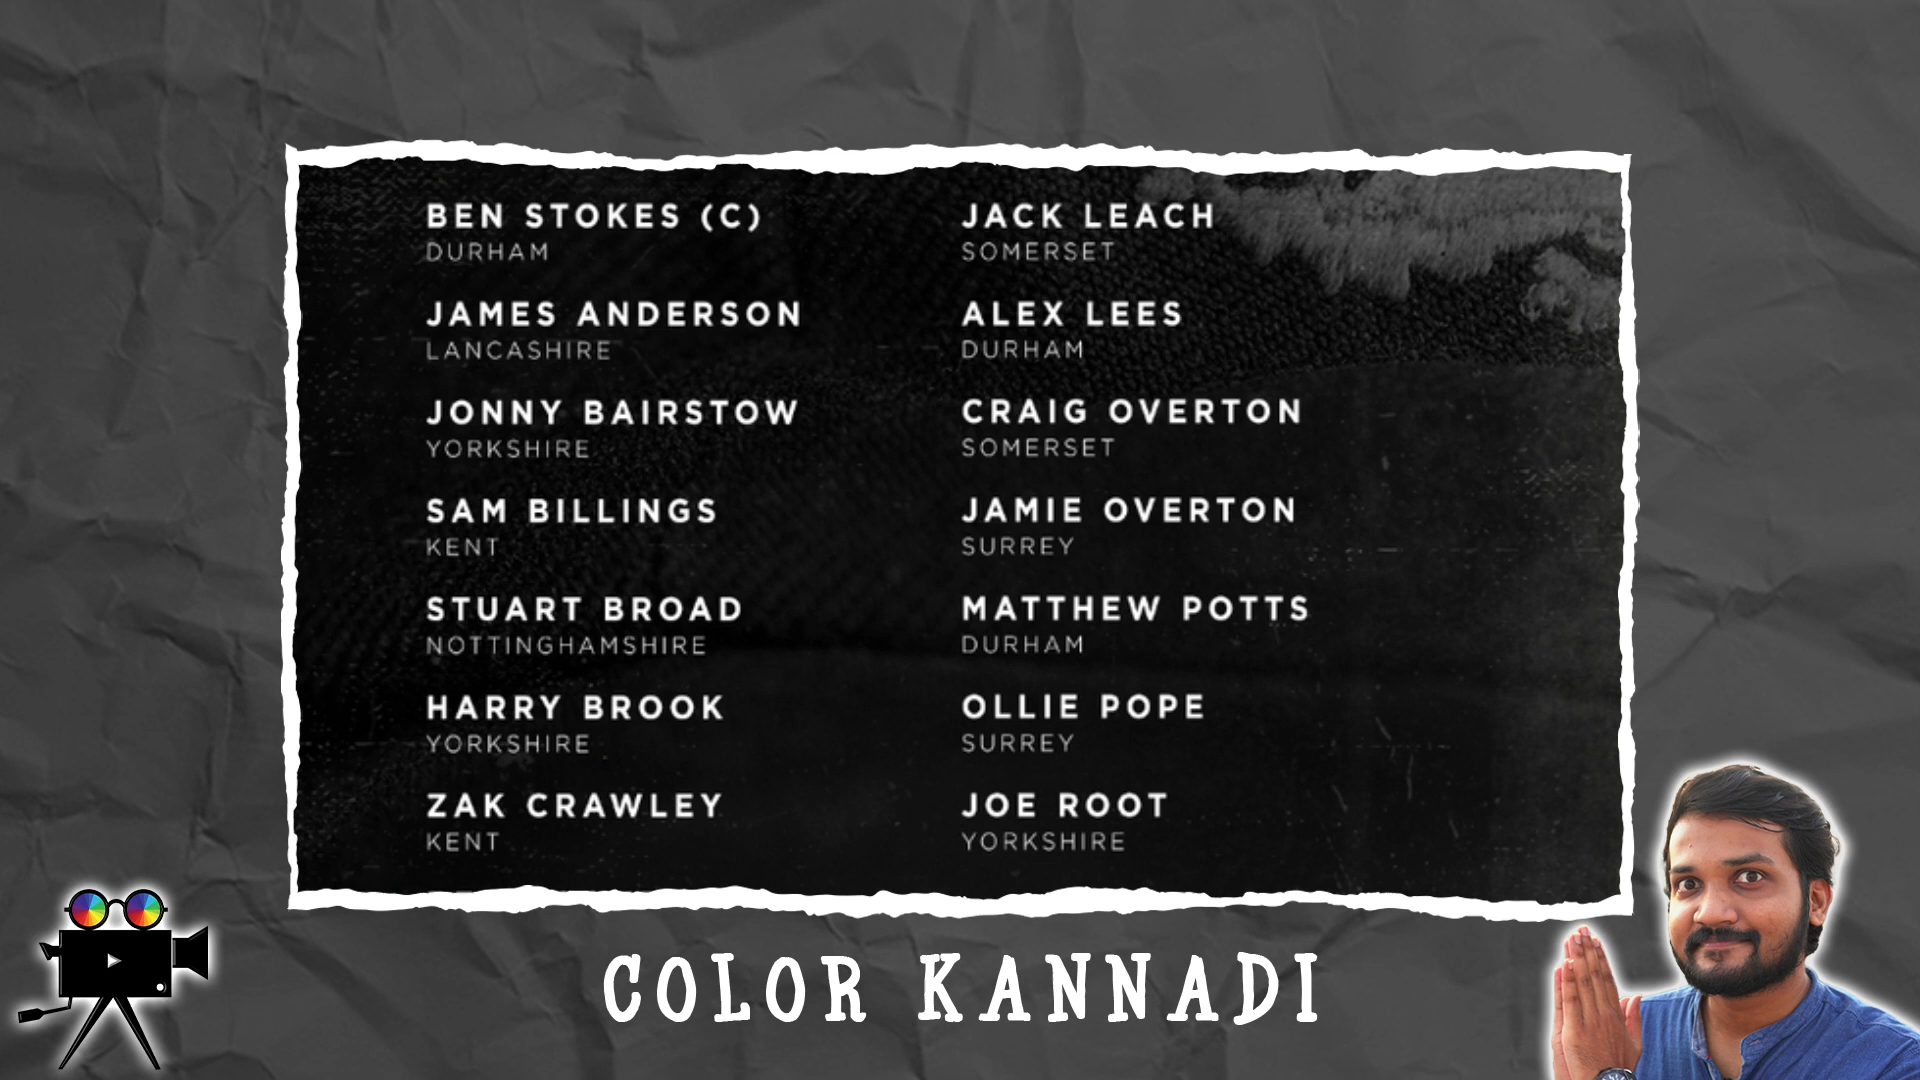 BEN STOKES (C)
DURHAM
JAMES ANDERSON
LANCASHIRE
JONNY BAIRSTOW
YORKSHIRE
SAM BILLINGS
KENT
STUART BROAD
NOTTINGHAMSHIRE
HARRY BROOK
YORKSHIRE
ZAK CRAWLEY
KENT
JACK LEACH
SOMERSET
ALEX LEES
DURHAM
CRAIG OVERTON
SOMERSET
JAMIE OVERTON
SURREY
MATTHEW POTTS
DURHAM
OLLIE POPE
SURREY
JOE ROOT
YORKSHIRE
COLOR KANNADI